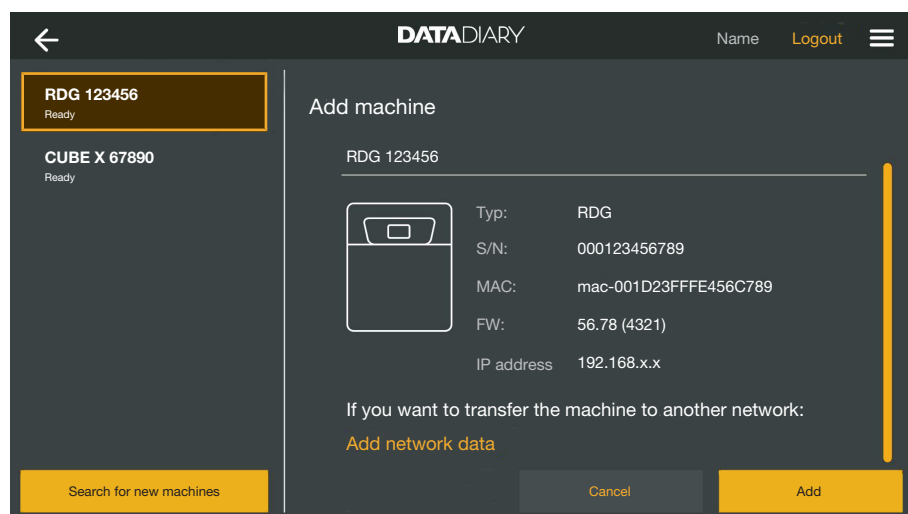 DATADIARY
Name Logout
RDG 123456
Ready
CUBE X 67890
Ready
Search for new machines
Add machine
RDG 123456
Typ: RDG
S/N: 000123456789
MAC: mac-001D23FFFE456C789
FW: 56.78 (4321)
IP address 192.168.x.x
If you want to transfer the machine to another network:
Add network data
Cancel Add